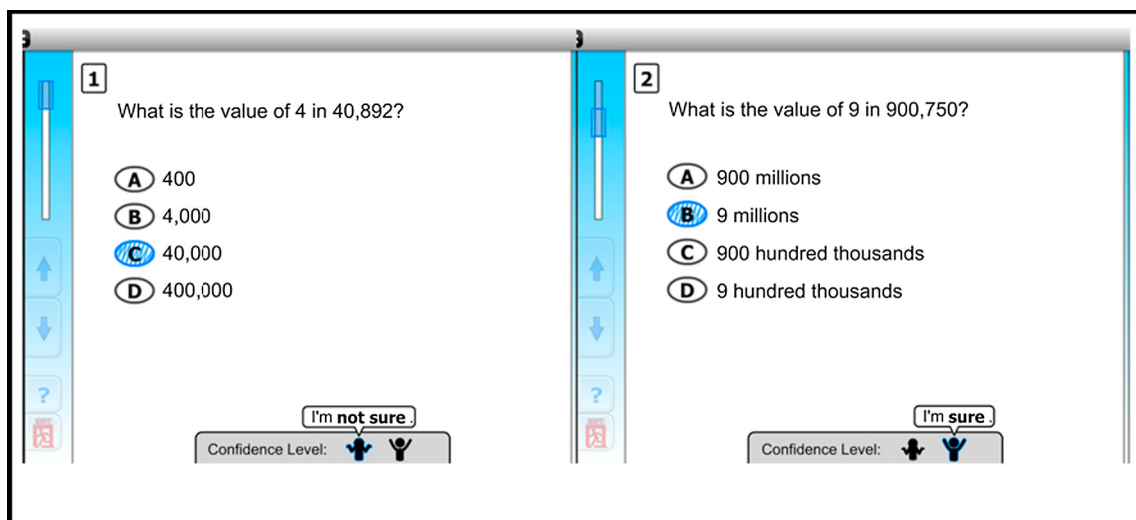 1
What is the value of 4 in 40,892?
A 400
B 4,000
C 40,000
D 400,000
I'm not sure.
Confidence Level:
?
EXIT
2
What is the value of 9 in 900,750?
A 900 millions
B 9 millions
C 900 hundred thousands
D 9 hundred thousands
I'm sure.
Confidence Level:
?
EXIT